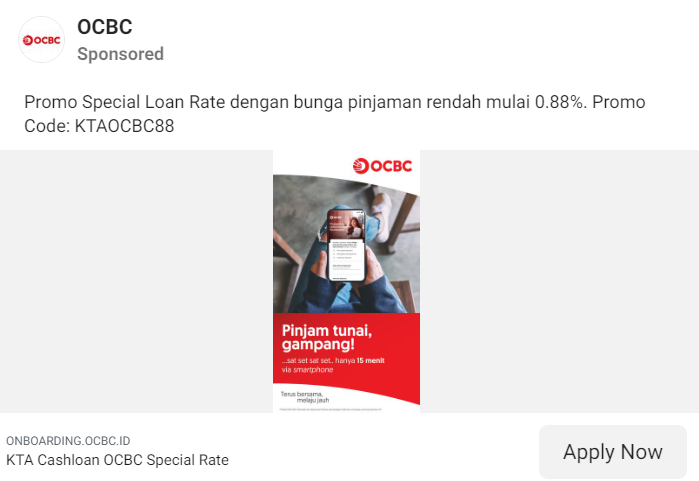 OCBC
OCBC
Sponsored
Promo Special Loan Rate dengan bunga pinjaman rendah mulai 0.88%. Promo
Code: KTAOCBC88
OCBC
Pinjam tunai,
gampang!
...sat set sat set.. hanya 15 menit
via smartphone
Terus bersama,
melaju jauh
ONBOARDING.OCBC.ID
KTA Cashloan OCBC Special Rate
Apply Now